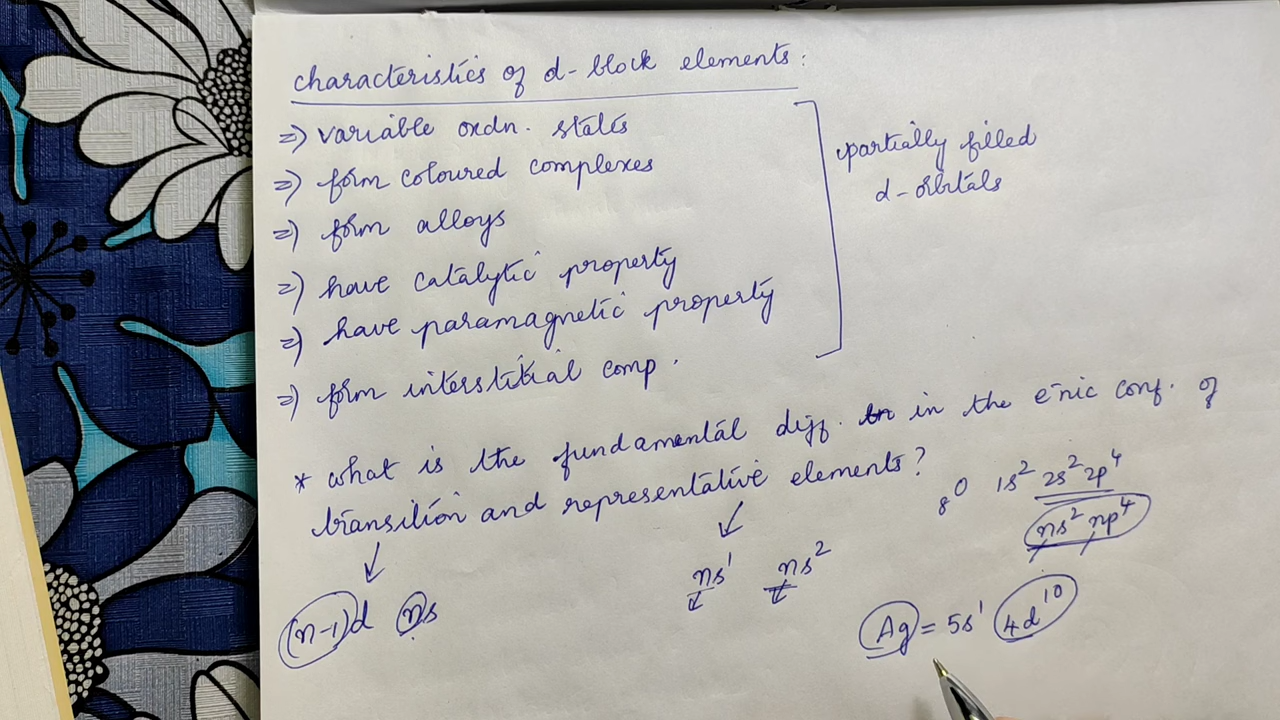 characteristics of d-block elements:
⇒ variable oxdn. states
⇒ form coloured complexes
⇒ form alloys
⇒ have catalytic property
⇒ have paramagnetic property
⇒ form interstitial comp.
partially filled
d-orbitals
* what is the fundamental diff. in the e⁻nic conf. of
transition and representative elements?
(n-1)d ns
ns¹ ns²
₈O 1s² 2s² 2p⁴
ns² np⁴
Ag = 5s¹ 4d¹⁰